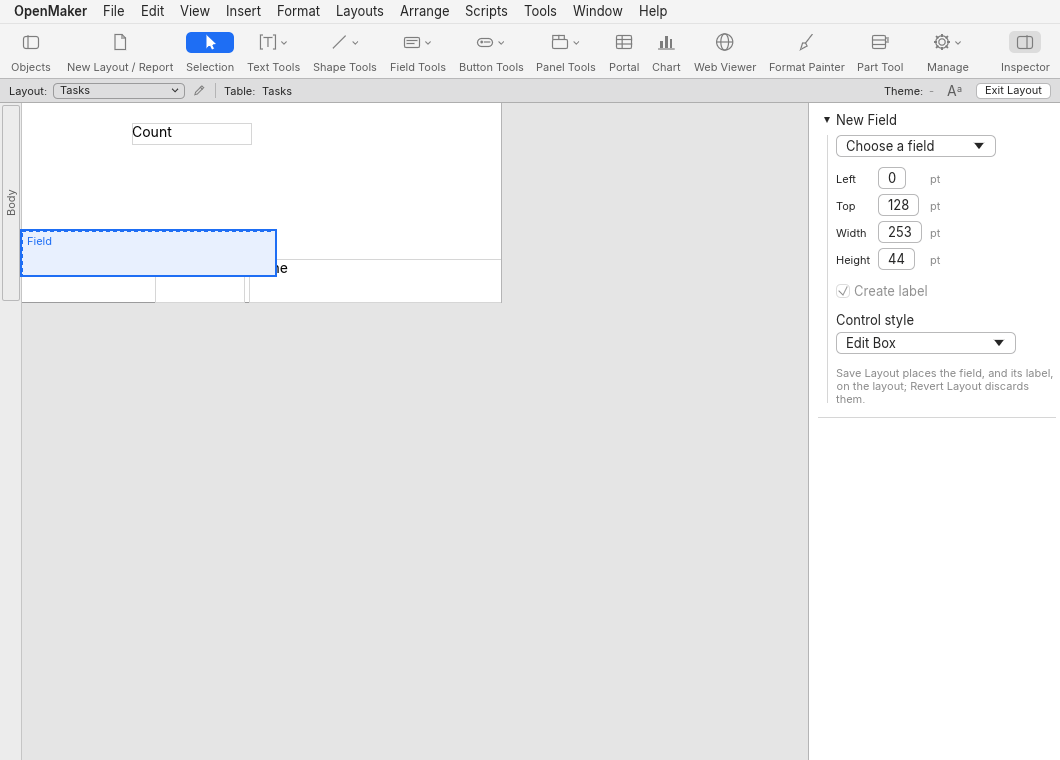 OpenMaker File Edit View Insert Format Layouts Arrange Scripts Tools Window Help
Objects New Layout / Report Selection Text Tools Shape Tools Field Tools Button Tools Panel Tools Portal Chart Web Viewer Format Painter Part Tool Manage Inspector
Layout: Tasks Table: Tasks Theme: - Aa Exit Layout
New Field
Choose a field
Left 0 pt
Top 128 pt
Width 253 pt
Height 44 pt
Create label
Control style
Edit Box
Save Layout places the field, and its label,
on the layout; Revert Layout discards
them.
Count
Body
Field